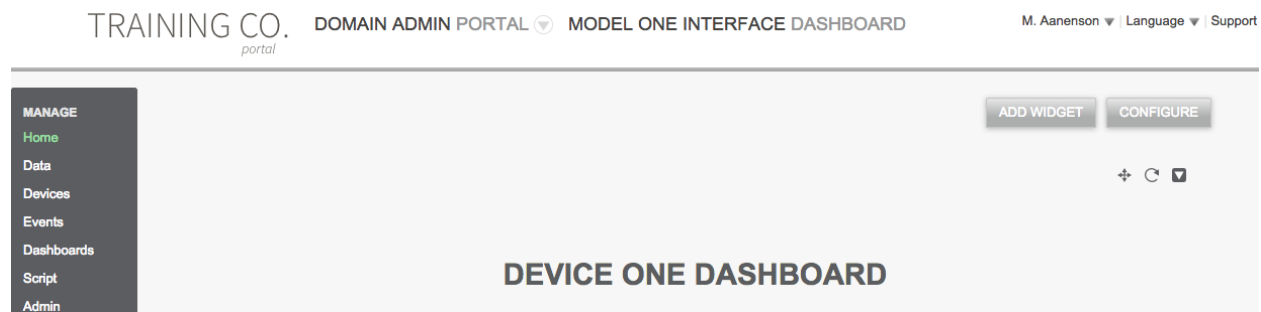 TRAINING CO.
portal
DOMAIN ADMIN PORTAL MODEL ONE INTERFACE DASHBOARD
M. Aanenson | Language | Support
MANAGE
Home
Data
Devices
Events
Dashboards
Script
Admin
ADD WIDGET CONFIGURE
DEVICE ONE DASHBOARD